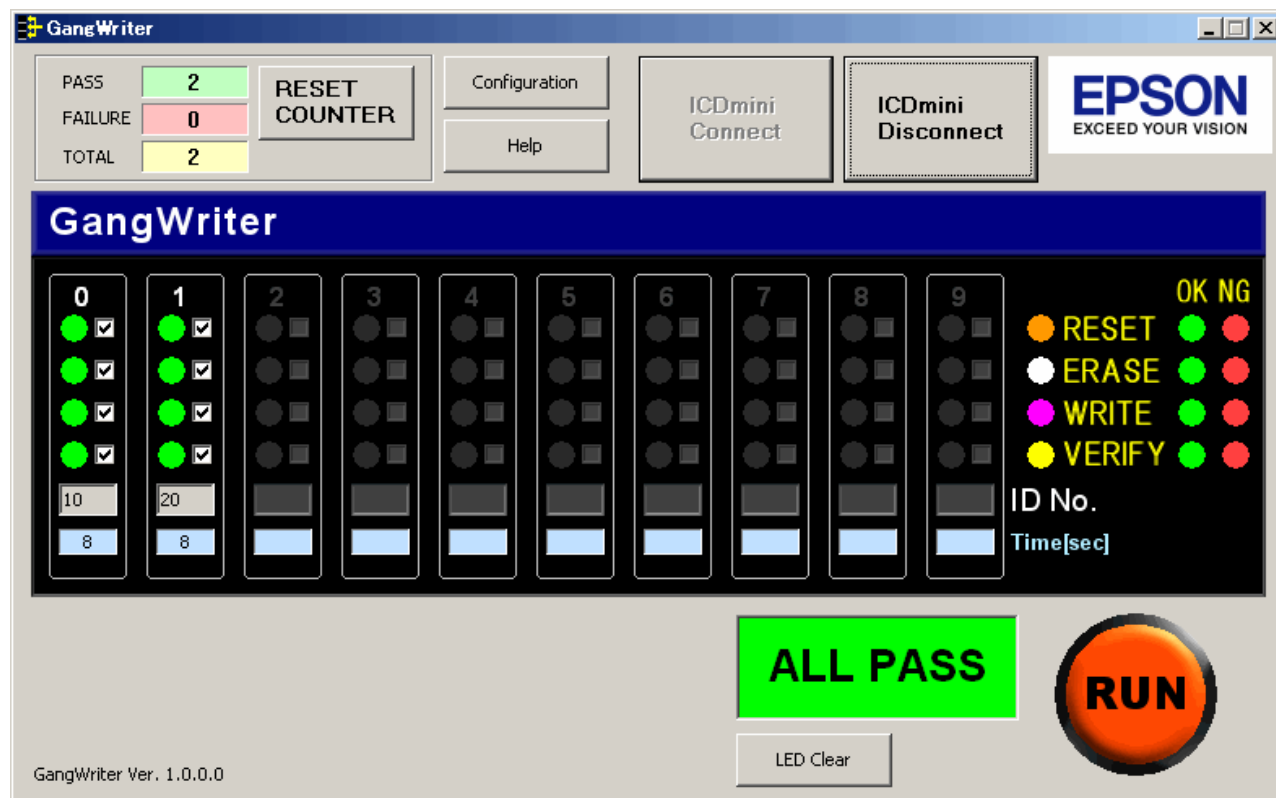 GangWriter
PASS 2
FAILURE 0
TOTAL 2
RESET
COUNTER
Configuration
Help
ICDmini
Connect
ICDmini
Disconnect
EPSON
EXCEED YOUR VISION
GangWriter
0 1 2 3 4 5 6 7 8 9
OK NG
RESET
ERASE
WRITE
VERIFY
10 20 ID No.
8 8 Time[sec]
ALL PASS
RUN
LED Clear
GangWriter Ver. 1.0.0.0